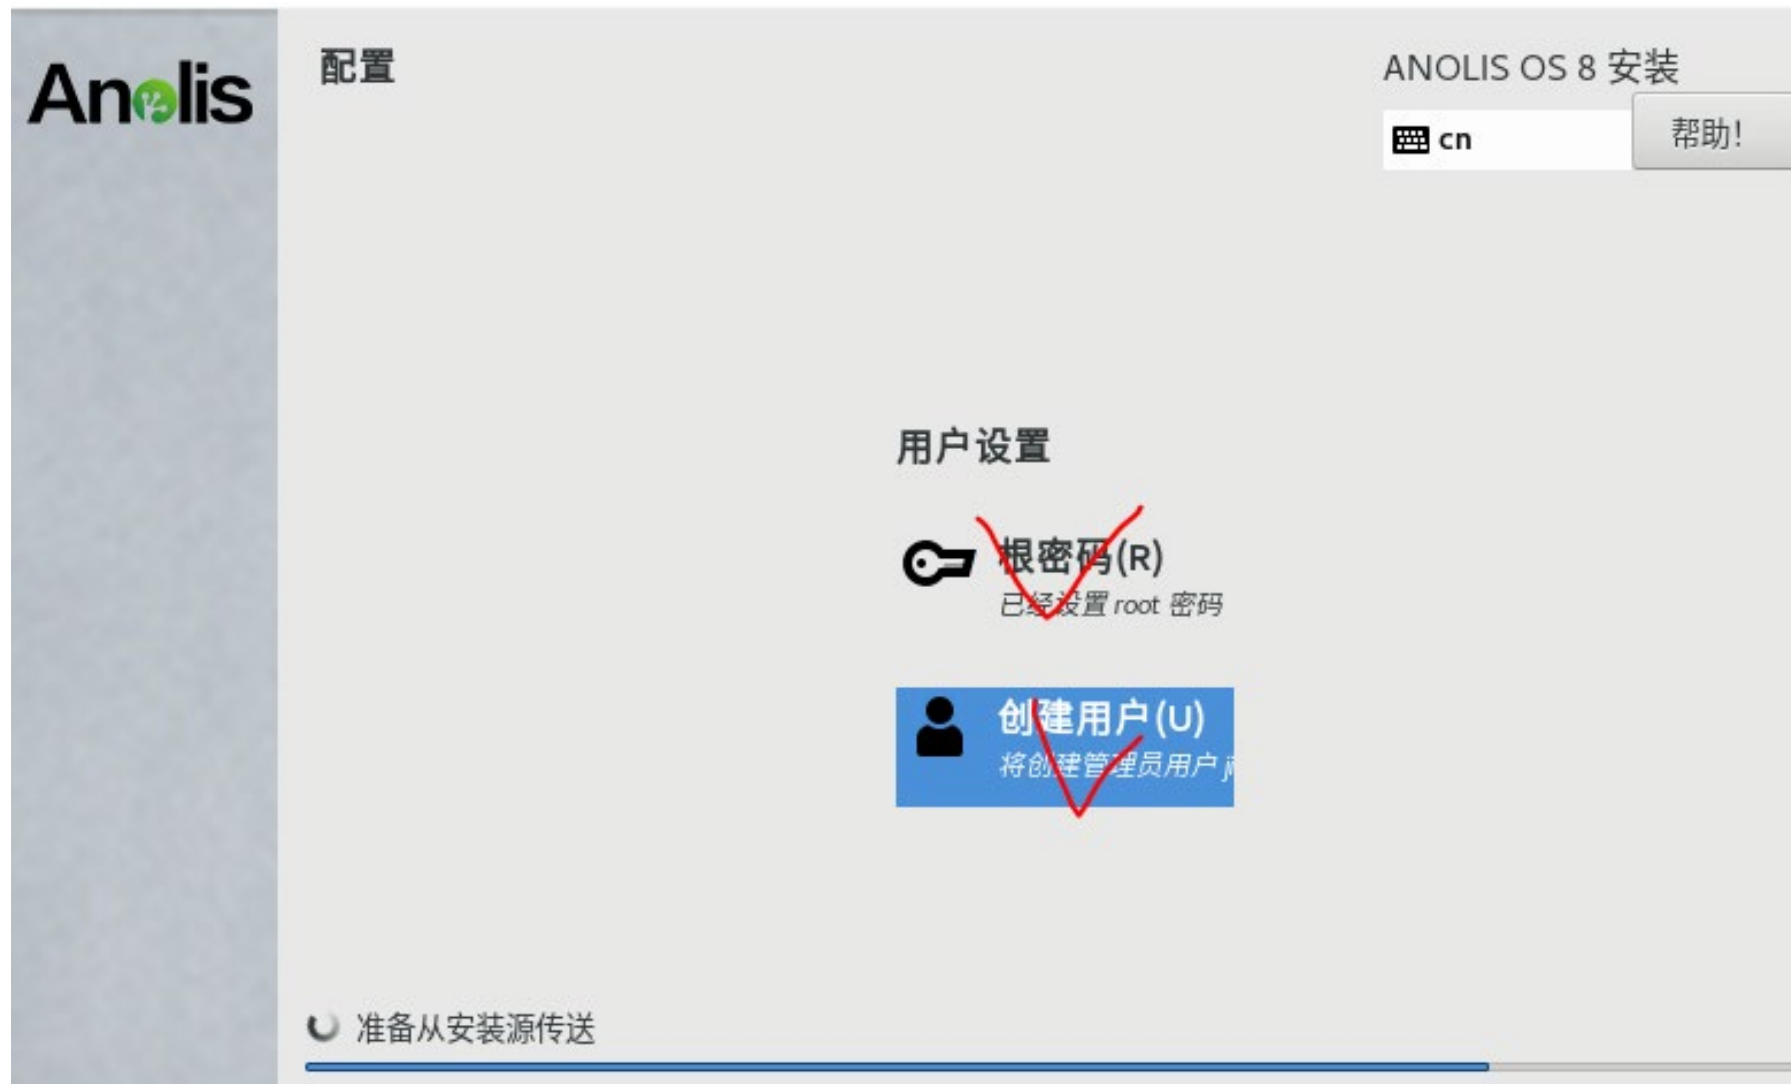 Anolis
配置
ANOLIS OS 8 安装
cn
帮助!
用户设置
根密码(R)
已经设置 root 密码
创建用户(U)
将创建管理员用户
准备从安装源传送